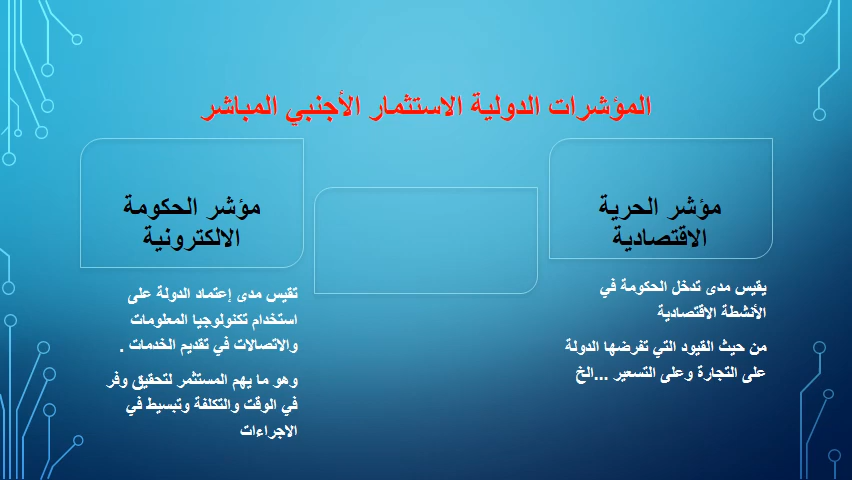 المؤشرات الدولية الاستثمار الأجنبي المباشر
مؤشر الحرية
الاقتصادية
يقيس مدى تدخل الحكومة في
الأنشطة الاقتصادية
من حيث القيود التي تفرضها الدولة
على التجارة وعلى التسعير ...الخ
مؤشر الحكومة
الالكترونية
تقيس مدى إعتماد الدولة على
استخدام تكنولوجيا المعلومات
والاتصالات في تقديم الخدمات .
وهو ما يهم المستثمر لتحقيق وفر
في الوقت والتكلفة وتبسيط في
الاجراءات